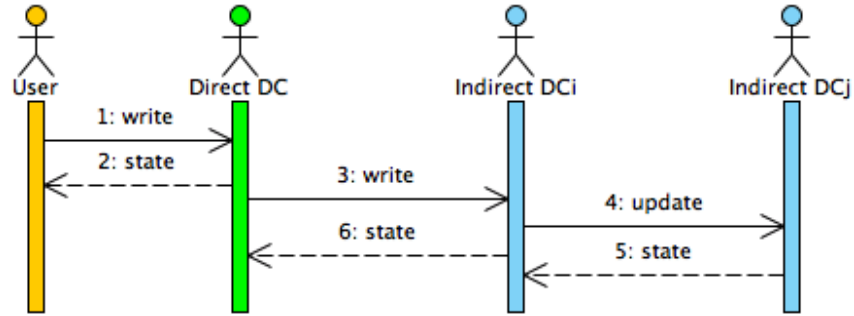 User
Direct DC
Indirect DCi
Indirect DCj
1: write
2: state
3: write
4: update
6: state
5: state